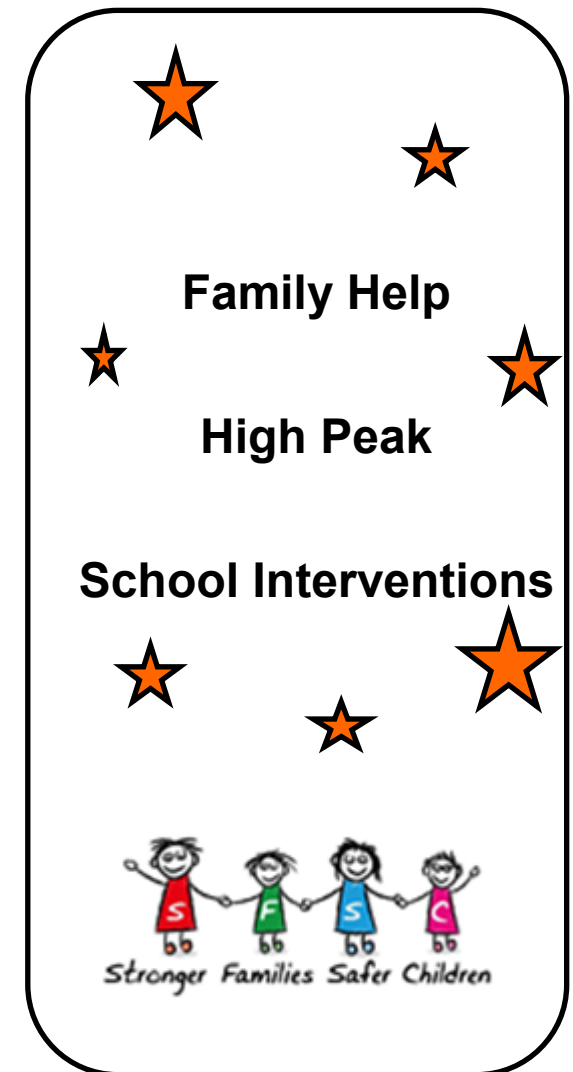 Family Help
High Peak
School Interventions
S F S C
Stronger Families Safer Children